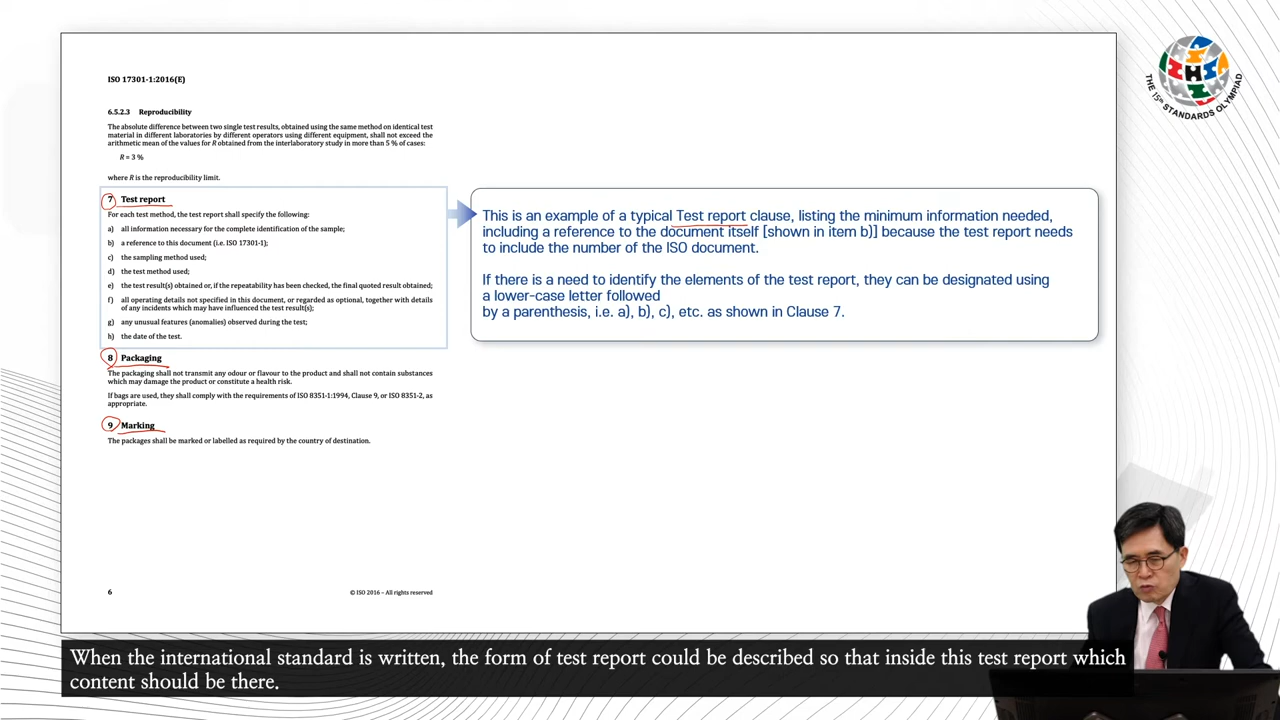 ISO 17301-1:2016(E)
6.5.2.3 Reproducibility
The absolute difference between two single test results, obtained using the same method on identical test
material in different laboratories by different operators using different equipment, shall not exceed the
arithmetic mean of the values for R obtained from the interlaboratory study in more than 5 % of cases:
R = 3 %
where R is the reproducibility limit.
7 Test report
For each test method, the test report shall specify the following:
a) all information necessary for the complete identification of the sample;
b) a reference to this document (i.e. ISO 17301-1);
c) the sampling method used;
d) the test method used;
e) the test result(s) obtained or, if the repeatability has been checked, the final quoted result obtained;
f) all operating details not specified in this document, or regarded as optional, together with details
of any incidents which may have influenced the test result(s);
g) any unusual features (anomalies) observed during the test;
h) the date of the test.
8 Packaging
The packaging shall not transmit any odour or flavour to the product and shall not contain substances
which may damage the product or constitute a health risk.
If bags are used, they shall comply with the requirements of ISO 8351-1:1994, Clause 9, or ISO 8351-2, as
appropriate.
9 Marking
The packages shall be marked or labelled as required by the country of destination.
6
© ISO 2016 – All rights reserved
This is an example of a typical Test report clause, listing the minimum information needed,
including a reference to the document itself [shown in item b)] because the test report needs
to include the number of the ISO document.
If there is a need to identify the elements of the test report, they can be designated using
a lower-case letter followed
by a parenthesis, i.e. a), b), c), etc. as shown in Clause 7.
THE 15th STANDARDS OLYMPIAD
H
When the international standard is written, the form of test report could be described so that inside this test report which
content should be there.